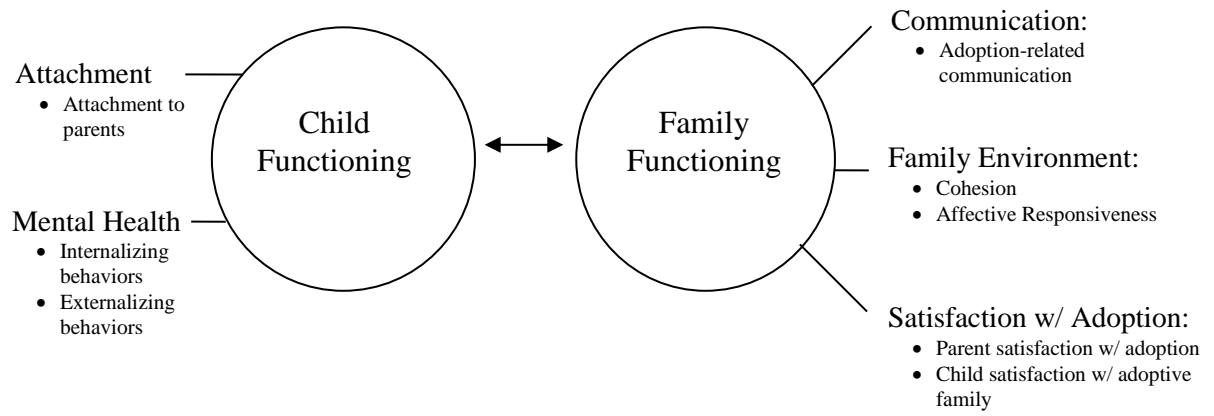 Attachment
• Attachment to
parents
Mental Health
• Internalizing
behaviors
• Externalizing
behaviors
Child
Functioning
Family
Functioning
Communication:
• Adoption-related
communication
Family Environment:
• Cohesion
• Affective Responsiveness
Satisfaction w/ Adoption:
• Parent satisfaction w/ adoption
• Child satisfaction w/ adoptive
family